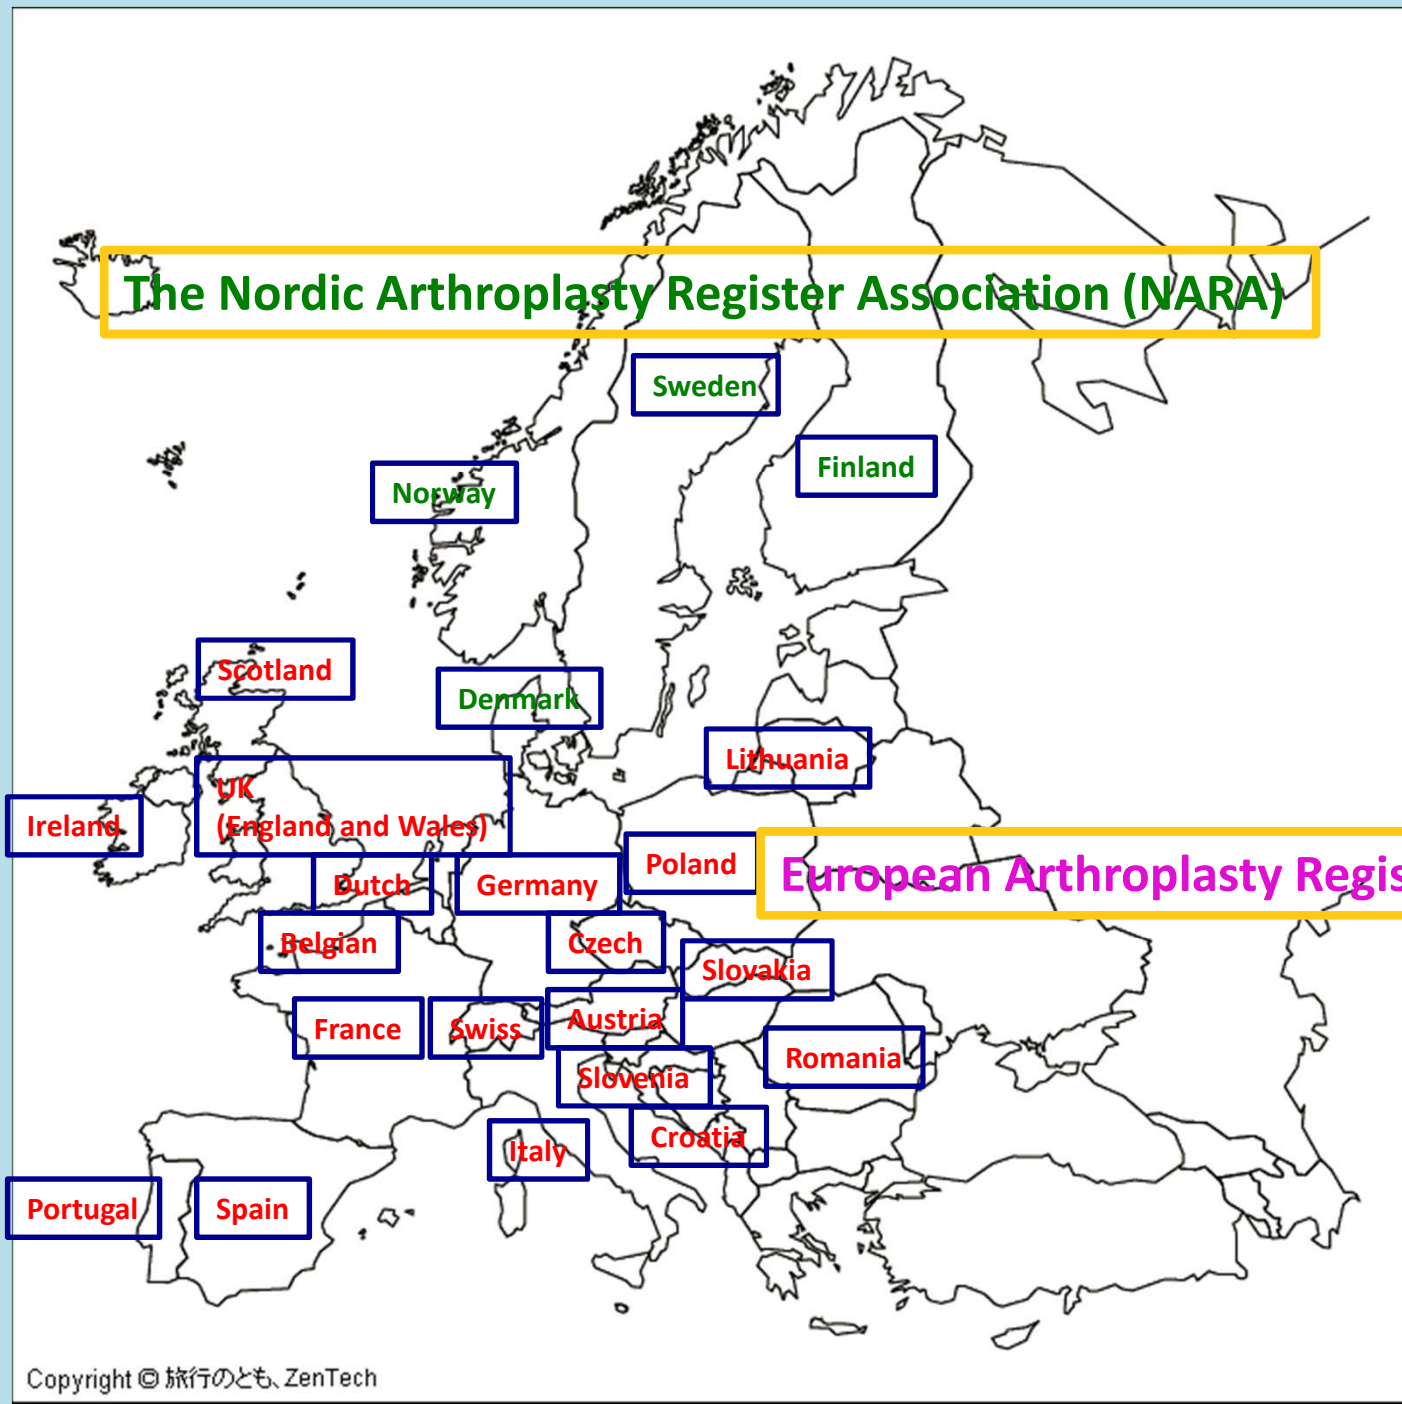 The Nordic Arthroplasty Register Association (NARA)
Sweden
Finland
Norway
Scotland
Denmark
Lithuania
UK
(England and Wales)
Ireland
Poland
European Arthroplasty Regis
Dutch
Germany
Belgian
Czech
Slovakia
France
Swiss
Austria
Romania
Slovenia
Croatia
Italy
Portugal
Spain
Copyright © 旅行のとも、ZenTech